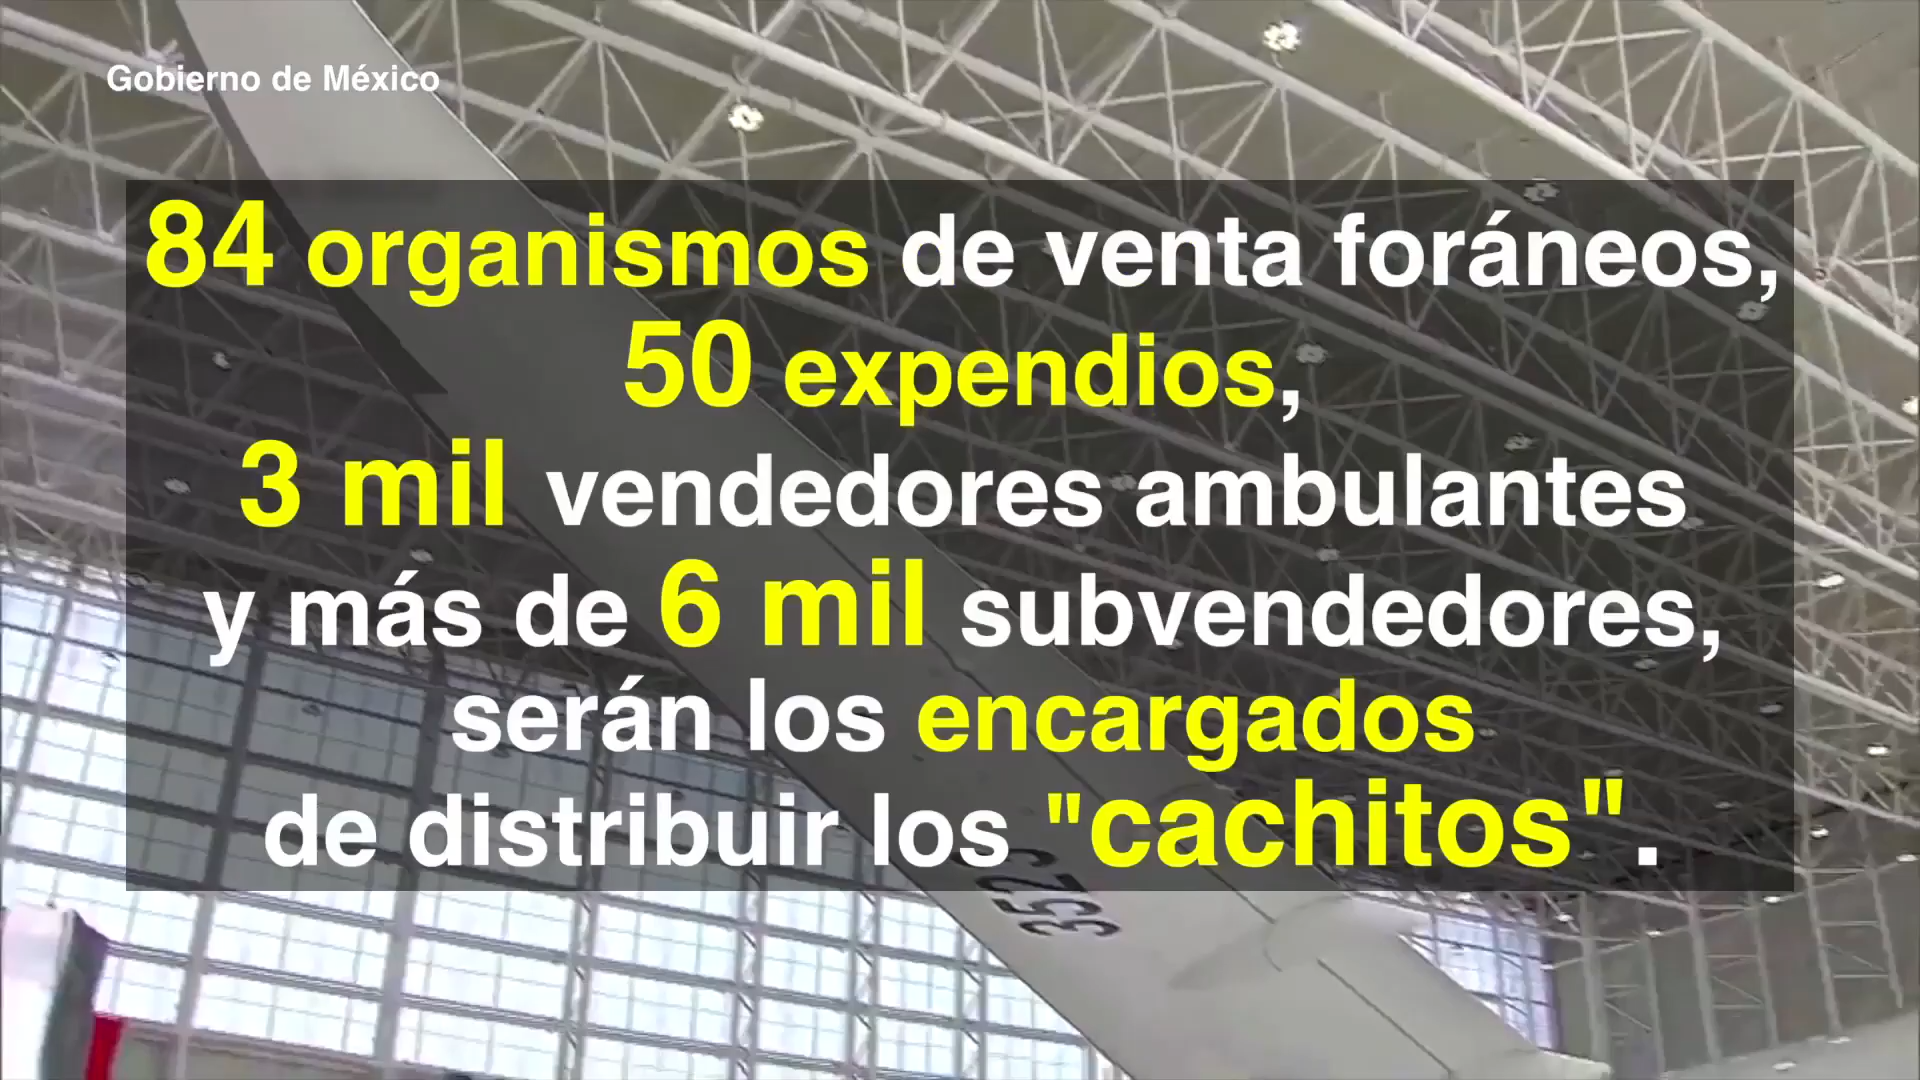 Gobierno de México
84 organismos de venta foráneos,
50 expendios,
3 mil vendedores ambulantes
y más de 6 mil subvendedores,
serán los encargados
de distribuir los "cachitos".
3523